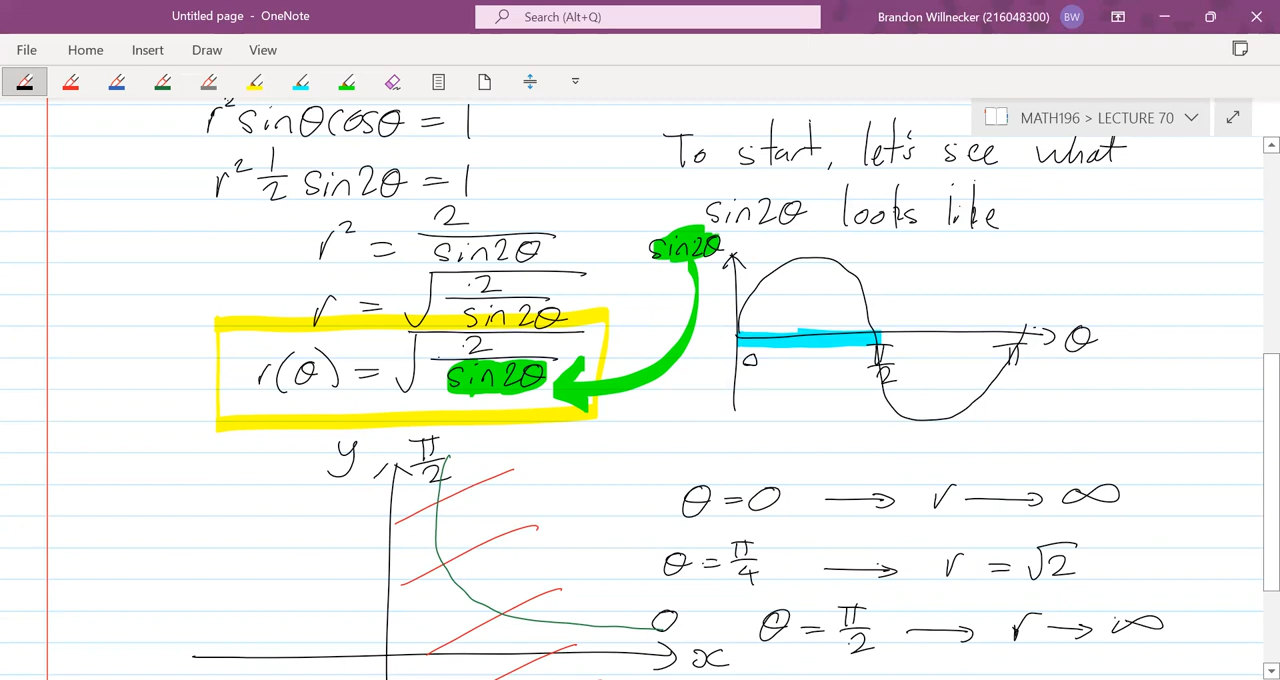 Untitled page - OneNote
Search (Alt+Q)
Brandon Willnecker (216048300)
BW
File Home Insert Draw View
MATH196 > LECTURE 70
r² sinθcosθ = 1
r² 1/2 sin2θ = 1
r² = 2/sin2θ
r = √(2/sin2θ)
r(θ) = √(2/sin2θ)
To start, let's see what
sin2θ looks like
sin2θ
0
π/2
π
θ
y
π/2
0
x
θ = 0 → r → ∞
θ = π/4 → r = √2
θ = π/2 → r → ∞